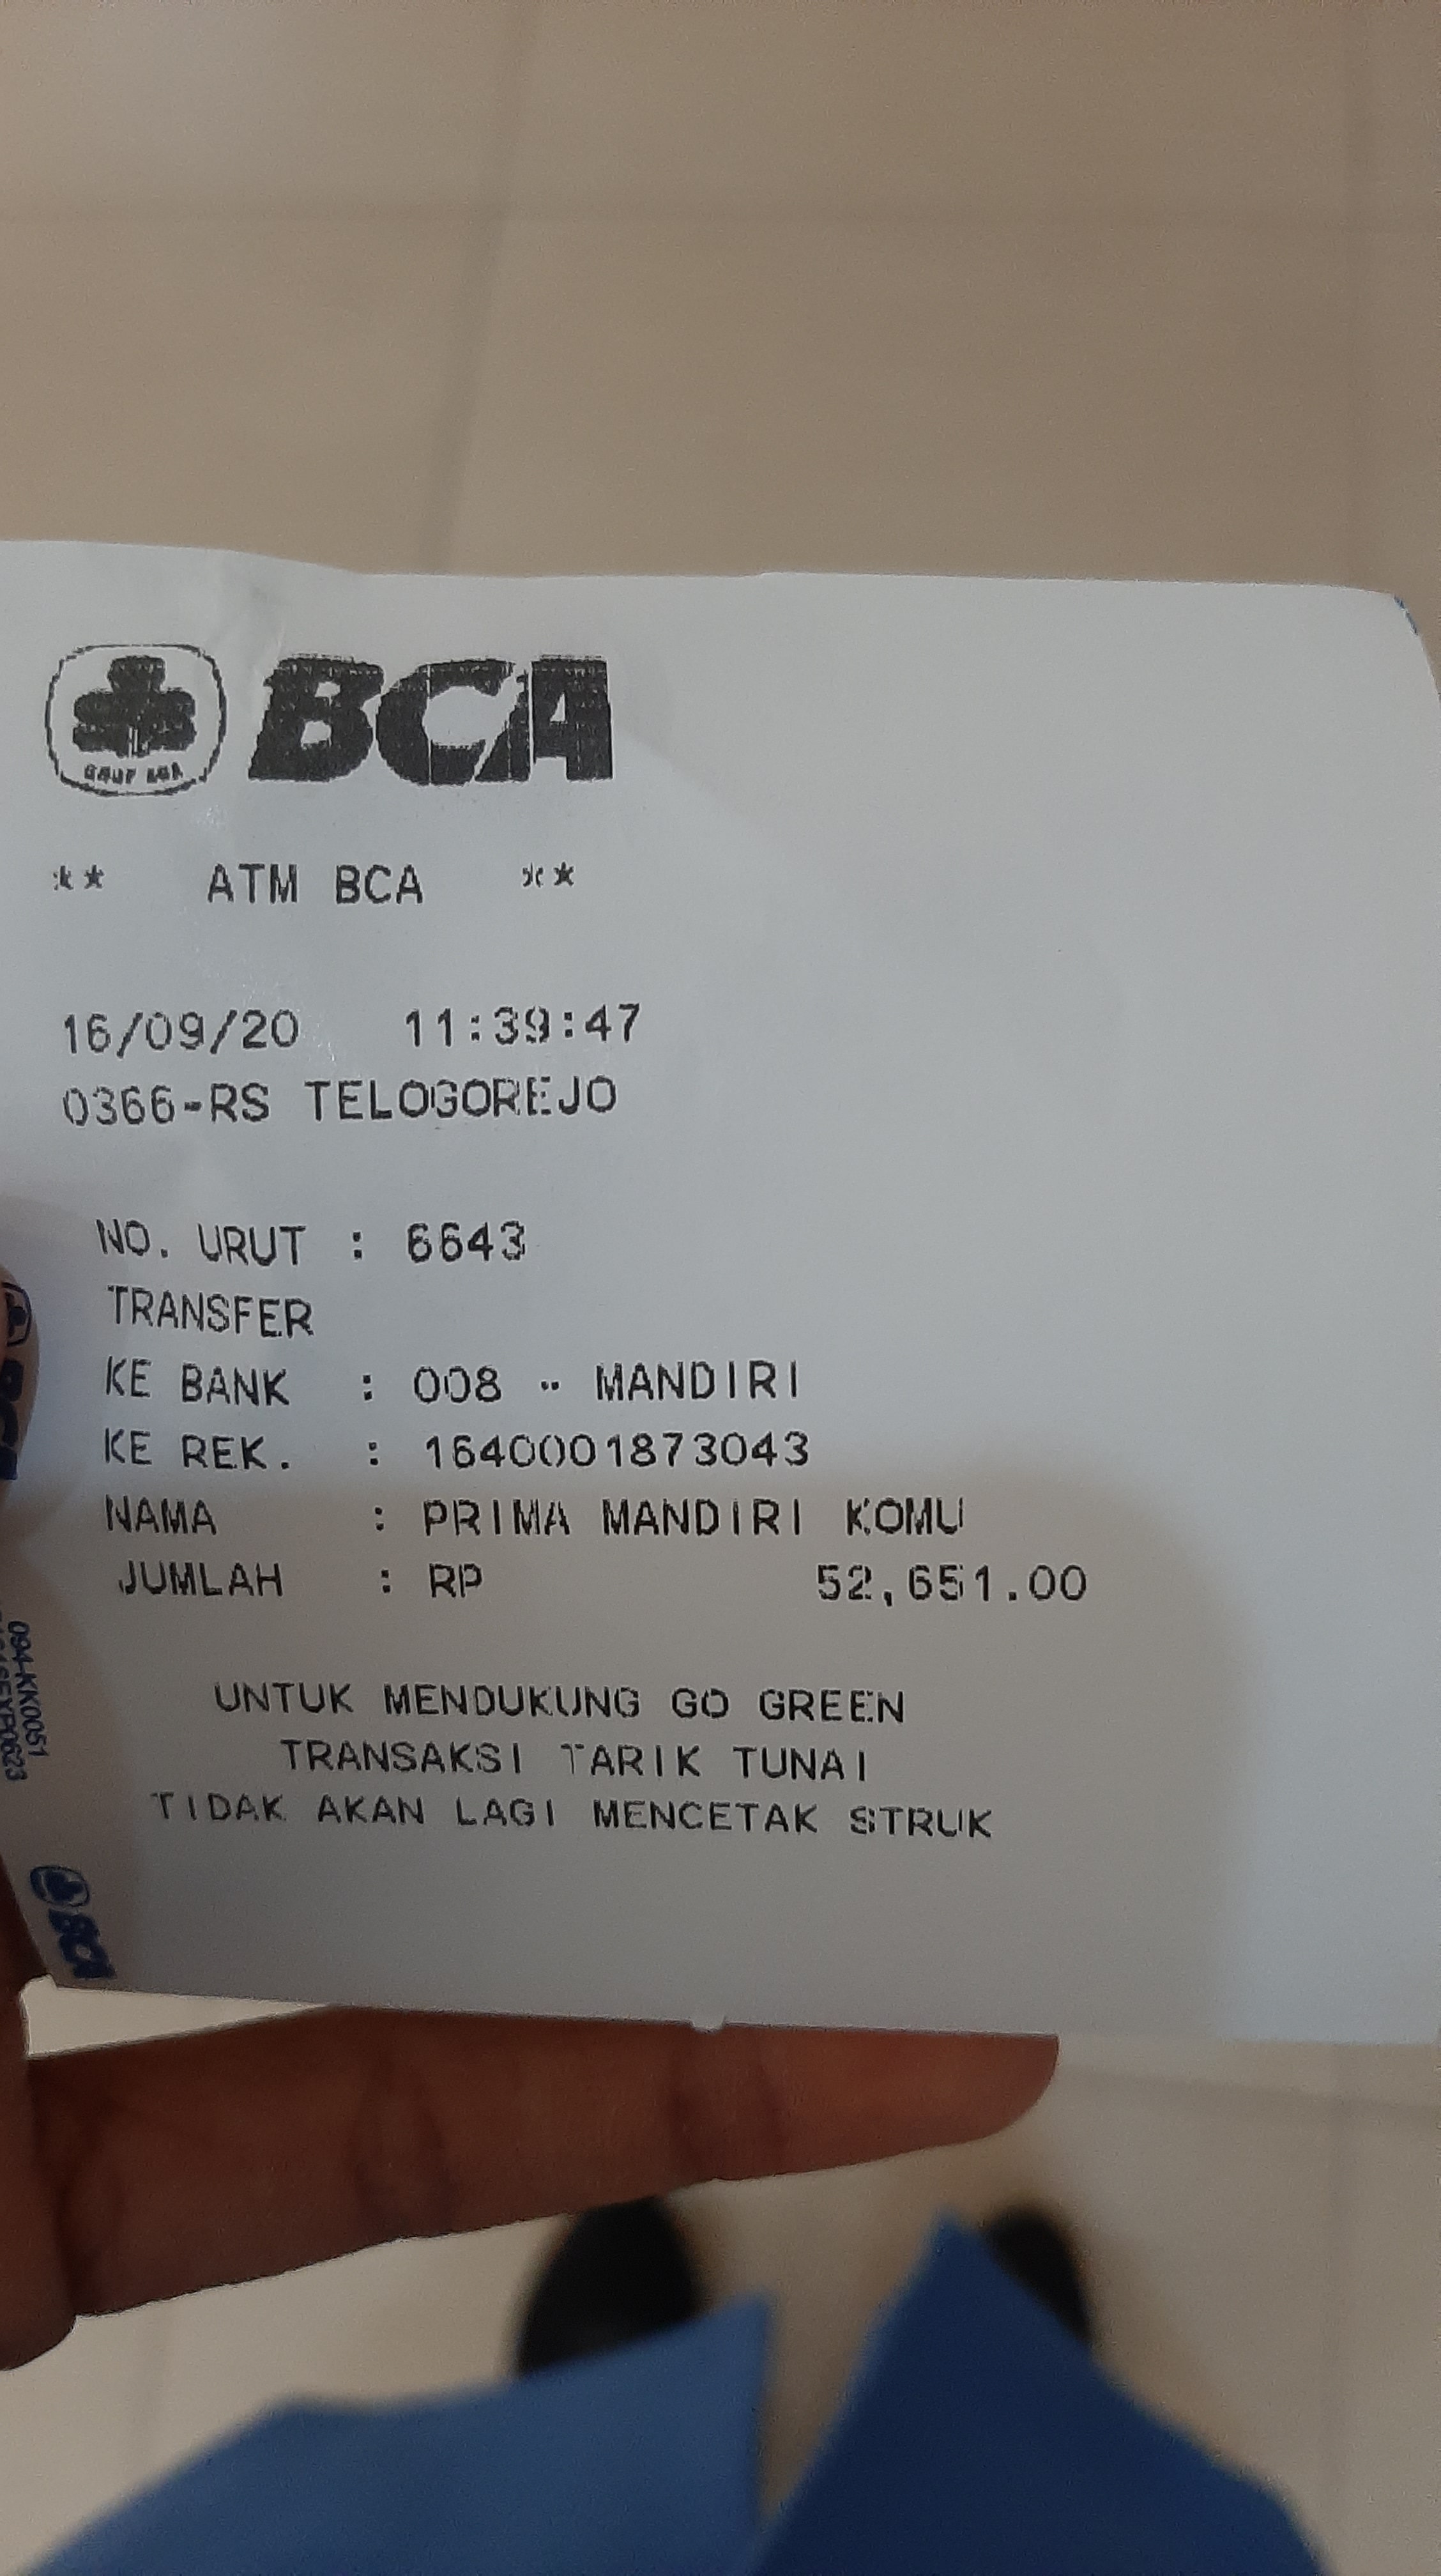 BCA
** ATM BCA **
16/09/20 11:39:47
0366-RS TELOGOREJO
NO. URUT : 6643
TRANSFER
KE BANK : 008 - MANDIRI
KE REK. : 1640001873043
NAMA : PRIMA MANDIRI KOMU
JUMLAH : RP 52,651.00
UNTUK MENDUKUNG GO GREEN
TRANSAKSI TARIK TUNAI
TIDAK AKAN LAGI MENCETAK STRUK
094-KK0051
BCA